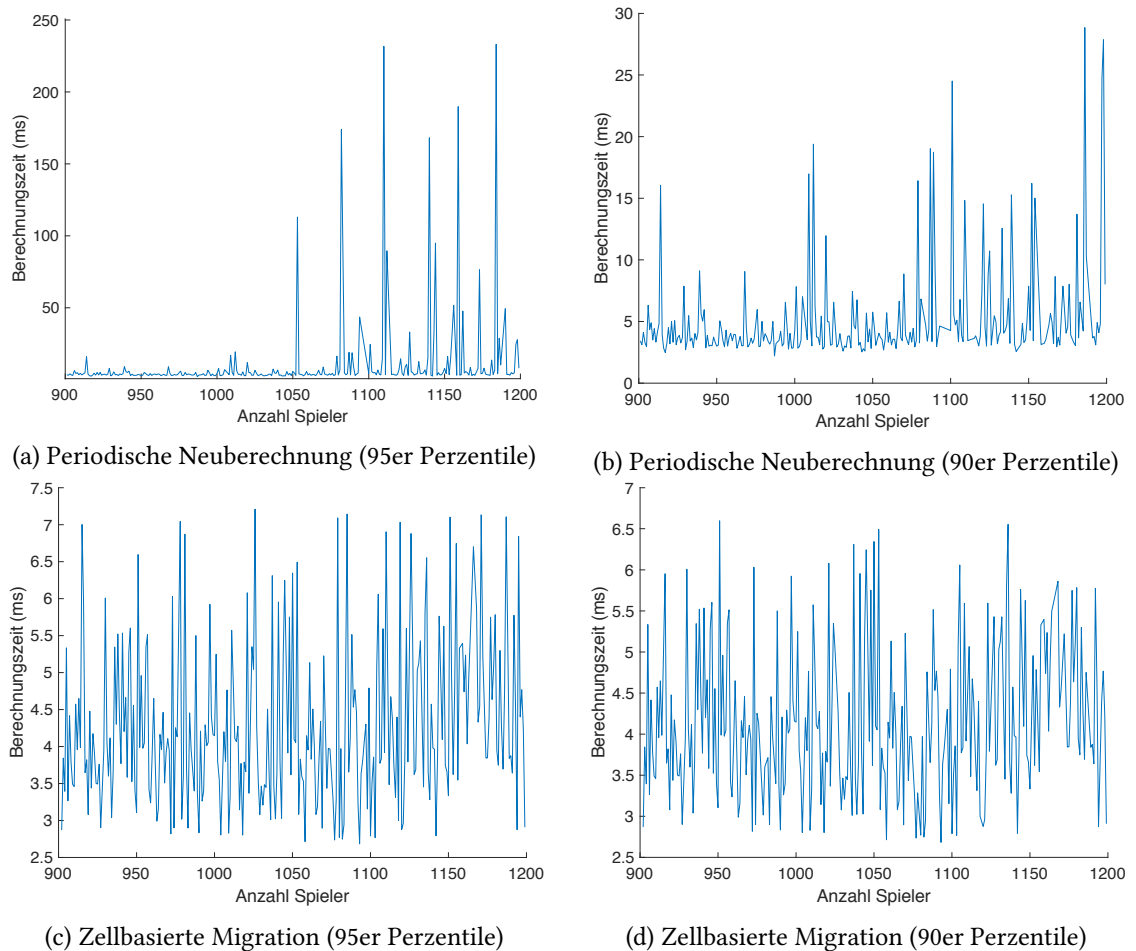 250
200
150
100
50
Berechnungszeit (ms)
900 950 1000 1050 1100 1150 1200
Anzahl Spieler
(a) Periodische Neuberechnung (95er Perzentile)
30
25
20
15
10
5
0
Berechnungszeit (ms)
900 950 1000 1050 1100 1150 1200
Anzahl Spieler
(b) Periodische Neuberechnung (90er Perzentile)
7.5
7
6.5
6
5.5
5
4.5
4
3.5
3
2.5
Berechnungszeit (ms)
900 950 1000 1050 1100 1150 1200
Anzahl Spieler
(c) Zellbasierte Migration (95er Perzentile)
7
6.5
6
5.5
5
4.5
4
3.5
3
2.5
Berechnungszeit (ms)
900 950 1000 1050 1100 1150 1200
Anzahl Spieler
(d) Zellbasierte Migration (90er Perzentile)